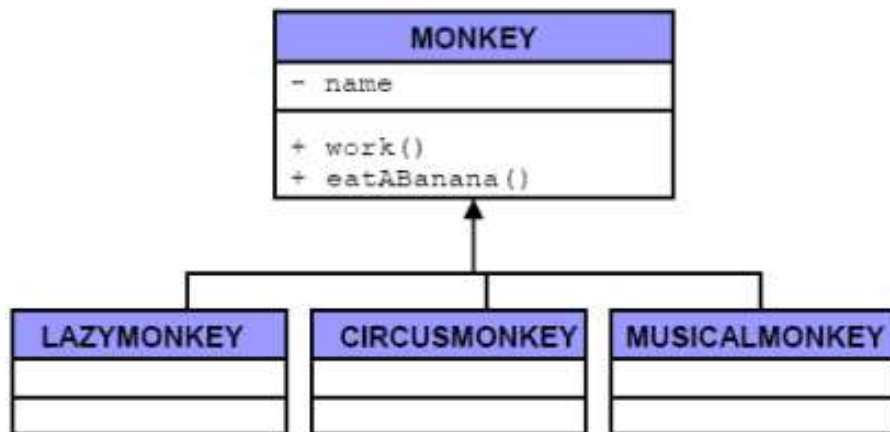 MONKEY
- name
+ work()
+ eatABanana()
LAZYMONKEY
CIRCUSMONKEY
MUSICALMONKEY